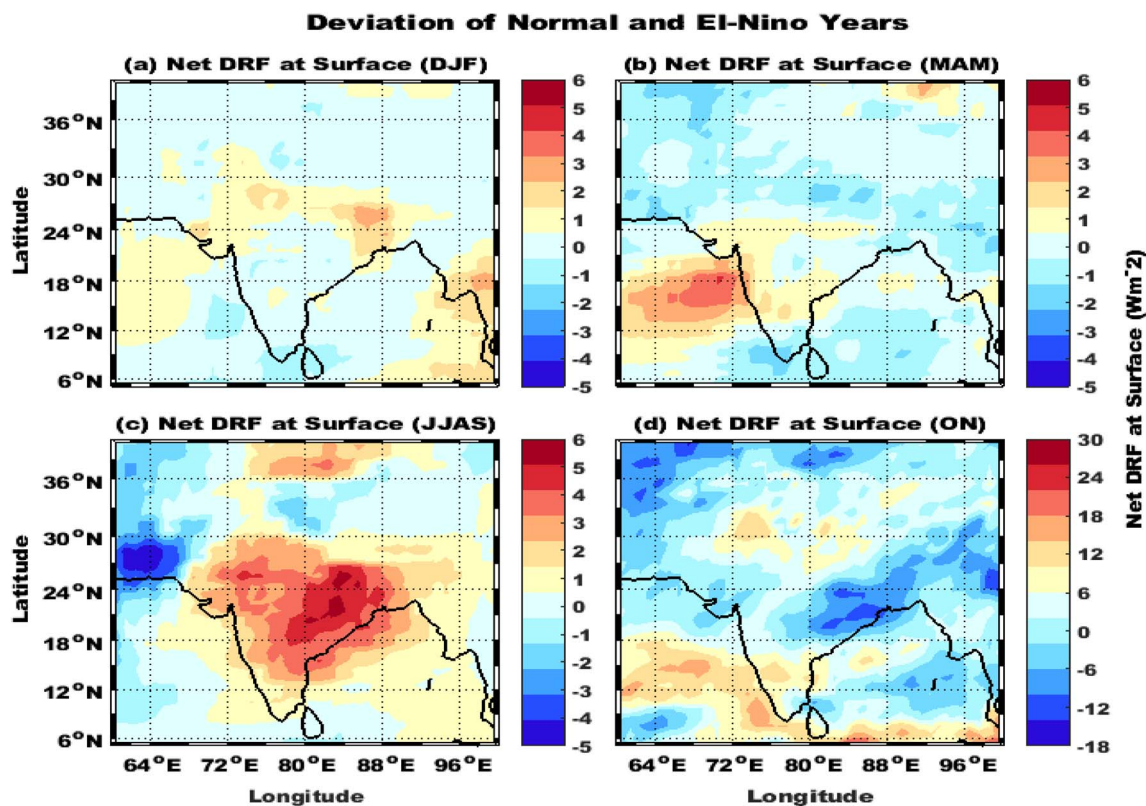 Deviation of Normal and El-Nino Years
(a) Net DRF at Surface (DJF)
(b) Net DRF at Surface (MAM)
Latitude
36°N
30°N
24°N
18°N
12°N
6°N
6
5
4
3
2
1
0
-1
-2
-3
-4
-5
6
5
4
3
2
1
0
-1
-2
-3
-4
-5
(c) Net DRF at Surface (JJAS)
(d) Net DRF at Surface (ON)
Latitude
36°N
30°N
24°N
18°N
12°N
6°N
6
5
4
3
2
1
0
-1
-2
-3
-4
-5
30
24
18
12
6
0
-6
-12
-18
Net DRF at Surface (Wm^-2)
64°E 72°E 80°E 88°E 96°E
64°E 72°E 80°E 88°E 96°E
Longitude
Longitude